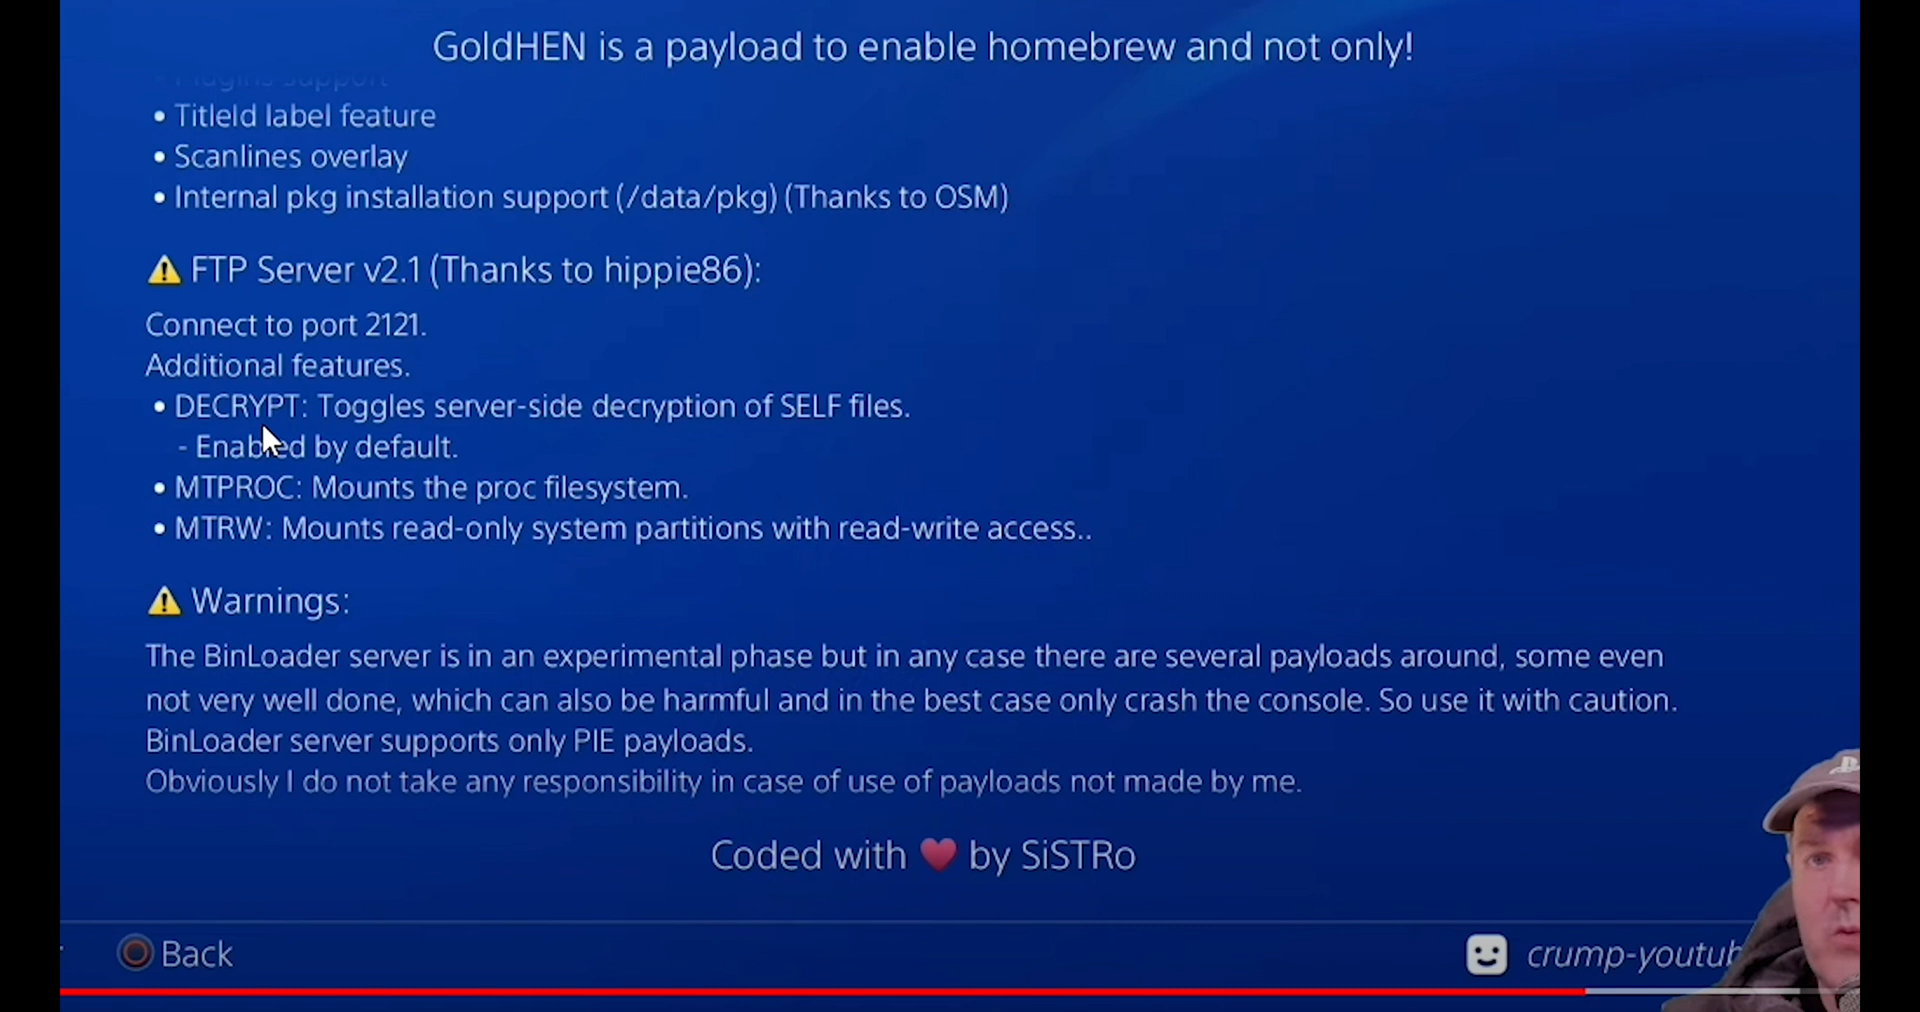 GoldHEN is a payload to enable homebrew and not only!
- Plugins support
• TitleId label feature
• Scanlines overlay
• Internal pkg installation support (/data/pkg) (Thanks to OSM)
⚠ FTP Server v2.1 (Thanks to hippie86):
Connect to port 2121.
Additional features.
• DECRYPT: Toggles server-side decryption of SELF files.
- Enabled by default.
• MTPROC: Mounts the proc filesystem.
• MTRW: Mounts read-only system partitions with read-write access..
⚠ Warnings:
The BinLoader server is in an experimental phase but in any case there are several payloads around, some even
not very well done, which can also be harmful and in the best case only crash the console. So use it with caution.
BinLoader server supports only PIE payloads.
Obviously I do not take any responsibility in case of use of payloads not made by me.
Coded with ❤ by SiSTRo
Back
crump-youtub